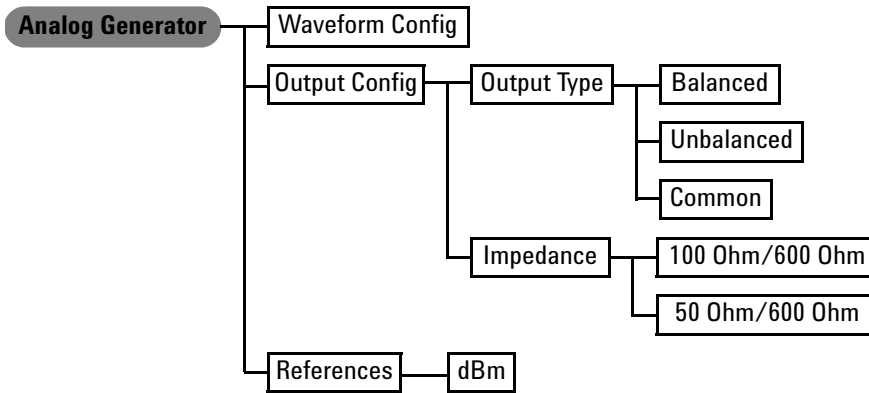 Analog Generator
Waveform Config
Output Config
Output Type
Balanced
Unbalanced
Common
Impedance
100 Ohm/600 Ohm
50 Ohm/600 Ohm
References
dBm